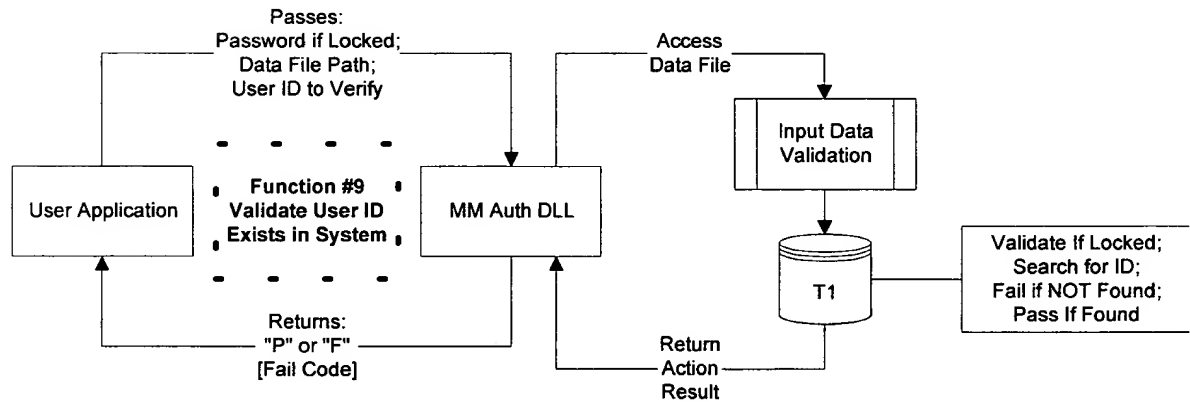 Passes:
Password if Locked;
Data File Path;
User ID to Verify
Access
Data File
Input Data
Validation
User Application
Function #9
Validate User ID
Exists in System
MM Auth DLL
T1
Validate If Locked;
Search for ID;
Fail if NOT Found;
Pass If Found
Returns:
"P" or "F"
[Fail Code]
Return
Action
Result